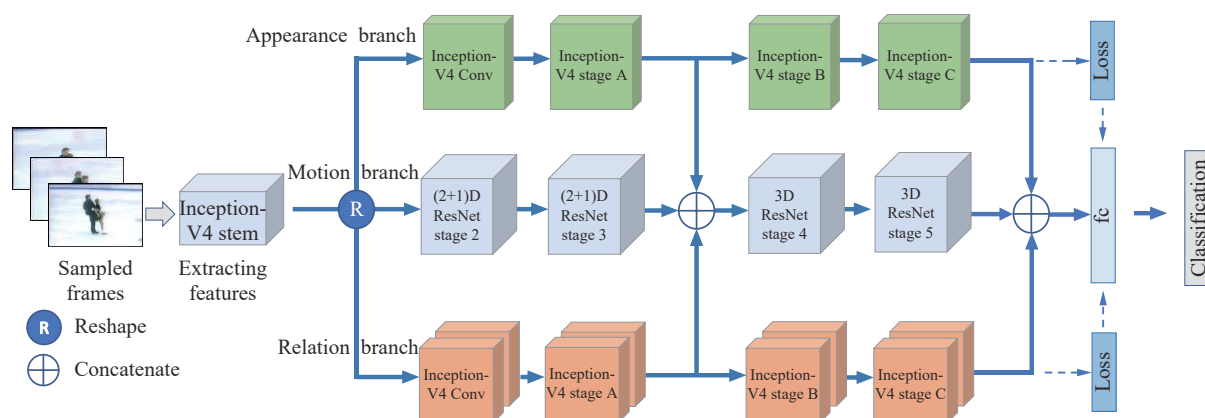 Appearance branch
Inception-
V4 Conv
Inception-
V4 stage A
Inception-
V4 stage B
Inception-
V4 stage C
Loss
Motion branch
Inception-
V4 stem
R
(2+1)D
ResNet
stage 2
(2+1)D
ResNet
stage 3
3D
ResNet
stage 4
3D
ResNet
stage 5
fc
Classification
Sampled
frames
Extracting
features
R
Reshape
Concatenate
Relation branch
Inception-
V4 Conv
Inception-
V4 stage A
Inception-
V4 stage B
Inception-
V4 stage C
Loss